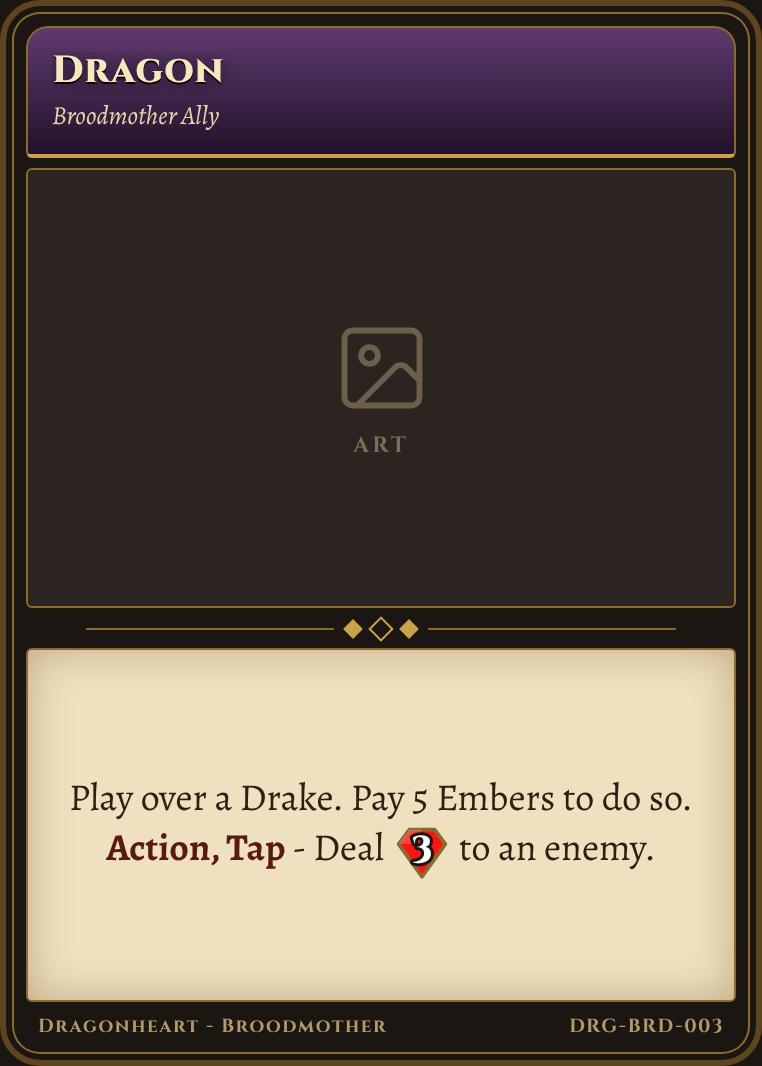 Dragon
Broodmother Ally
ART
Play over a Drake. Pay 5 Embers to do so.
Action, Tap - Deal 3 to an enemy.
Dragonheart - Broodmother
DRG-BRD-003